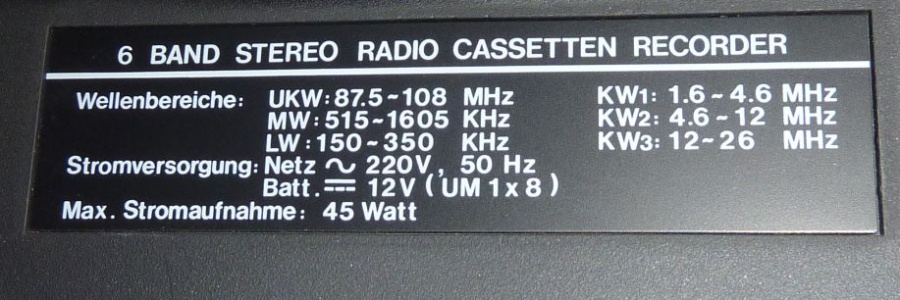 6 BAND STEREO RADIO CASSETTEN RECORDER
Wellenbereiche: UKW: 87.5~108 MHz KW1: 1.6~4.6 MHz
MW: 515~1605 KHz KW2: 4.6~12 MHz
LW: 150~350 KHz KW3: 12~26 MHz
Stromversorgung: Netz ∿ 220V, 50 Hz
Batt. ⎓ 12V (UM 1 x 8)
Max. Stromaufnahme: 45 Watt